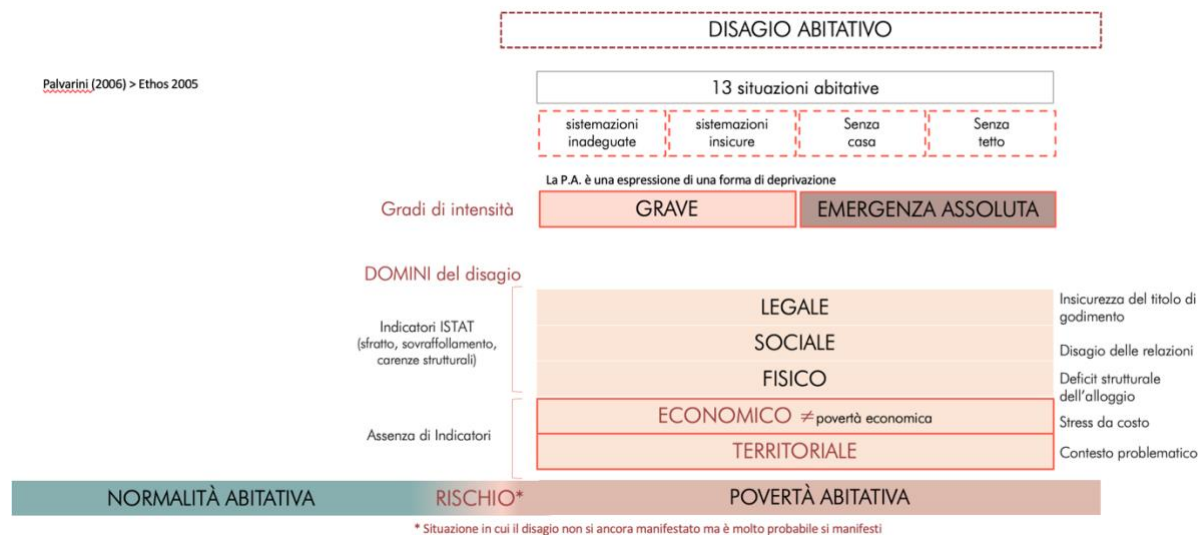 DISAGIO ABITATIVO
Palvarini (2006) > Ethos 2005
13 situazioni abitative
sistemazioni
inadeguate
sistemazioni
insicure
Senza
casa
Senza
tetto
La P.A. è una espressione di una forma di deprivazione
Gradi di intensità
GRAVE
EMERGENZA ASSOLUTA
DOMINI del disagio
Indicatori ISTAT
(sfratto, sovraffollamento,
carenze strutturali)
LEGALE
Insicurezza del titolo di
godimento
SOCIALE
Disagio delle relazioni
FISICO
Deficit strutturale
dell'alloggio
Assenza di Indicatori
ECONOMICO ≠povertà economica
Stress da costo
TERRITORIALE
Contesto problematico
NORMALITÀ ABITATIVA
RISCHIO*
POVERTÀ ABITATIVA
* Situazione in cui il disagio non si ancora manifestato ma è molto probabile si manifesti